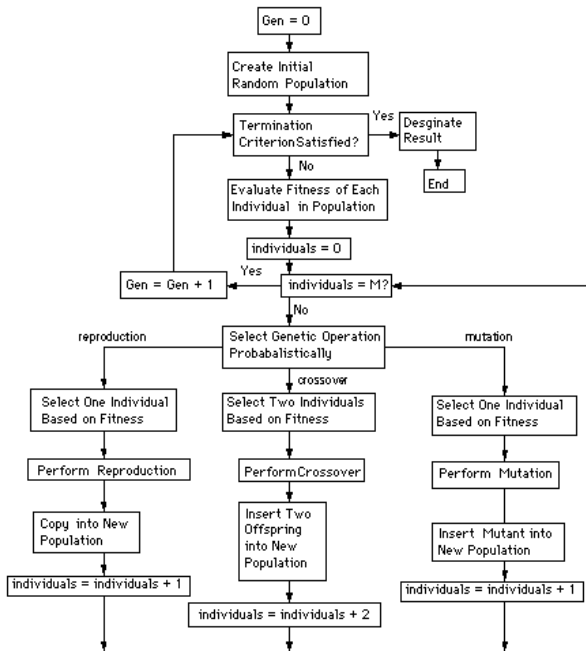 Gen = 0
Create Initial
Random Population
Termination
CriterionSatisfied?
Yes
Desginate
Result
End
No
Evaluate Fitness of Each
Individual in Population
individuals = 0
Yes
Gen = Gen + 1
individuals = M?
No
reproduction
Select Genetic Operation
Probabalistically
mutation
crossover
Select One Individual
Based on Fitness
Select Two Individuals
Based on Fitness
Select One Individual
Based on Fitness
Perform Reproduction
PerformCrossover
Perform Mutation
Copy into New
Population
Insert Two
Offspring
into New
Population
Insert Mutant into
New Population
individuals = individuals + 1
individuals = individuals + 2
individuals = individuals + 1